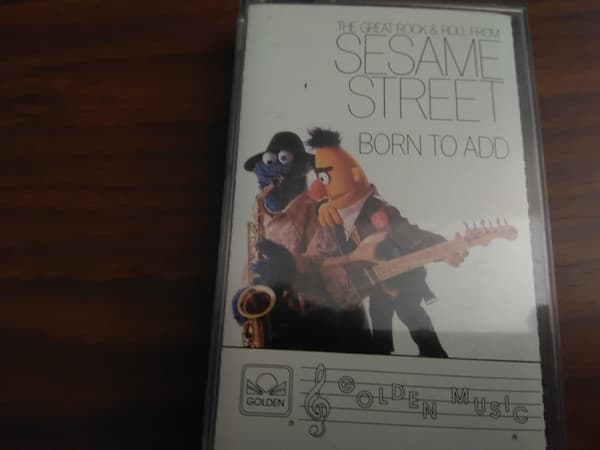 THE GREAT ROCK & ROLL FROM
SESAME
STREET
BORN TO ADD
GOLDEN
®
GOLDEN MUSIC
®